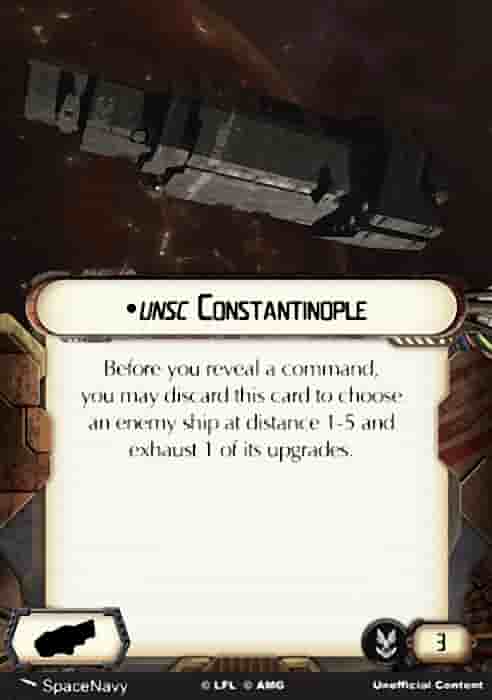 •UNSC CONSTANTINOPLE
Before you reveal a command,
you may discard this card to choose
an enemy ship at distance 1-5 and
exhaust 1 of its upgrades.
3
SpaceNavy
© LFL © AMG
Unofficial Content